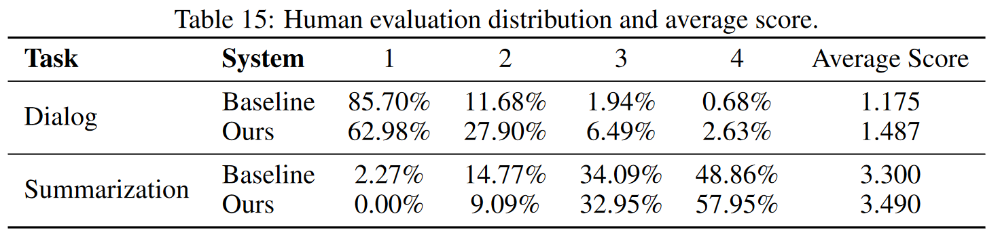 Table 15: Human evaluation distribution and average score.
Task System 1 2 3 4 Average Score
Dialog
Baseline 85.70% 11.68% 1.94% 0.68% 1.175
Ours 62.98% 27.90% 6.49% 2.63% 1.487
Summarization
Baseline 2.27% 14.77% 34.09% 48.86% 3.300
Ours 0.00% 9.09% 32.95% 57.95% 3.490